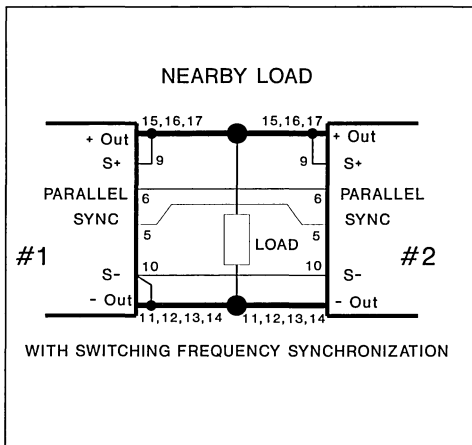 NEARBY LOAD
15,16,17 15,16,17
+ Out + Out
S+ 9 9 S+
PARALLEL 6 6 PARALLEL
SYNC 5 5 SYNC
#1 LOAD #2
S- 10 10 S-
- Out - Out
11,12,13,14 11,12,13,14
WITH SWITCHING FREQUENCY SYNCHRONIZATION